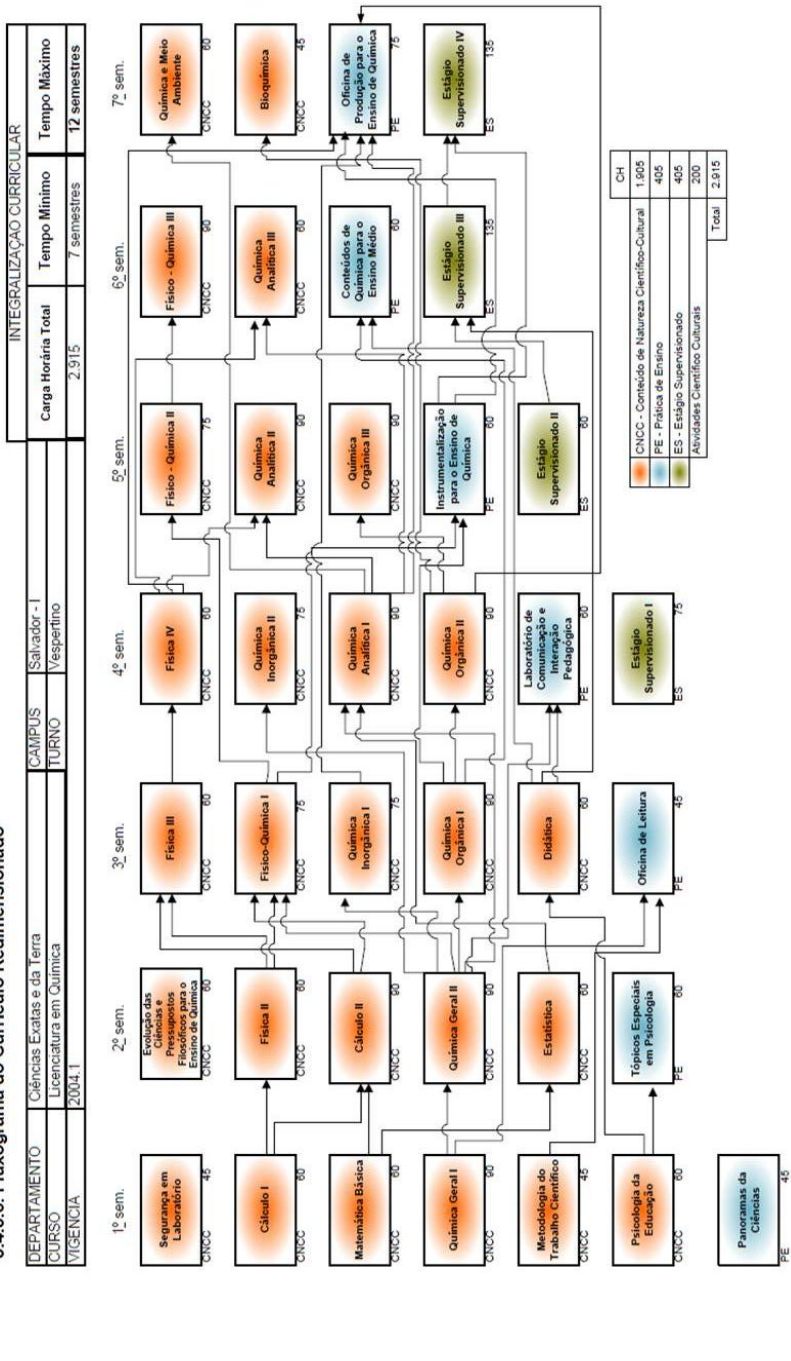 Fluxograma do Currículo Redimensionado
DEPARTAMENTO Ciências Exatas e da Terra CAMPUS Salvador - I
CURSO Licenciatura em Química TURNO Vespertino
VIGÊNCIA 2004.1
INTEGRALIZAÇÃO CURRICULAR
Carga Horária Total Tempo Mínimo Tempo Máximo
2.915 7 semestres 12 semestres
1º sem.
Segurança em
Laboratório
CNCC 45
Cálculo I
CNCC 60
Matemática Básica
CNCC 60
Química Geral I
CNCC 90
Metodologia do
Trabalho Científico
CNCC 45
Psicologia da
Educação
CNCC 60
Panoramas da
Ciências
PE 45
2º sem.
Evolução das
Ciências e
Pressupostos
Filosóficos para o
Ensino de Química
CNCC 60
Física II
CNCC 60
Cálculo II
CNCC 90
Química Geral II
CNCC 90
Estatística
CNCC 60
Tópicos Especiais
em Psicologia
PE 60
3º sem.
Física III
CNCC 60
Físico-Química I
CNCC 75
Química
Inorgânica I
CNCC 75
Química
Orgânica I
CNCC 90
Didática
CNCC 60
Oficina de Leitura
PE 45
4º sem.
Física IV
CNCC 60
Química
Inorgânica II
CNCC 75
Química
Analítica I
CNCC 90
Química
Orgânica II
CNCC 90
Laboratório de
Comunicação e
Interação
Pedagógica
PE 60
Estágio
Supervisionado I
ES 75
5º sem.
Físico - Química II
CNCC 75
Química
Analítica II
CNCC 90
Química
Orgânica III
CNCC 90
Instrumentalização
para o Ensino de
Química
PE 60
Estágio
Supervisionado II
ES 60
6º sem.
Físico - Química III
CNCC 90
Química
Analítica III
CNCC 60
Conteúdos de
Química para o
Ensino Médio
PE 60
Estágio
Supervisionado III
ES 135
7º sem.
Química e Meio
Ambiente
CNCC 60
Bioquímica
CNCC 45
Oficina de
Produção para o
Ensino de Química
PE 75
Estágio
Supervisionado IV
ES 135
CH
CNCC - Conteúdo de Natureza Científico-Cultural 1.905
PE - Prática de Ensino 405
ES - Estágio Supervisionado 405
Atividades Científico Culturais 200
Total 2.915